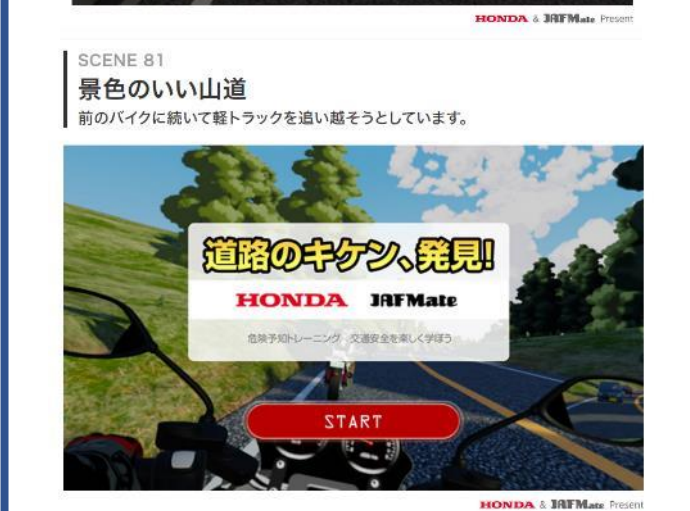 HONDA & JAFMate Present
SCENE 81
景色のいい山道
前のバイクに続いて軽トラックを追い越そうとしています。
道路のキケン、発見!
HONDA JAFMate
危険予知トレーニング 交通安全を楽しく学ぼう
START
HONDA & JAFMate Present